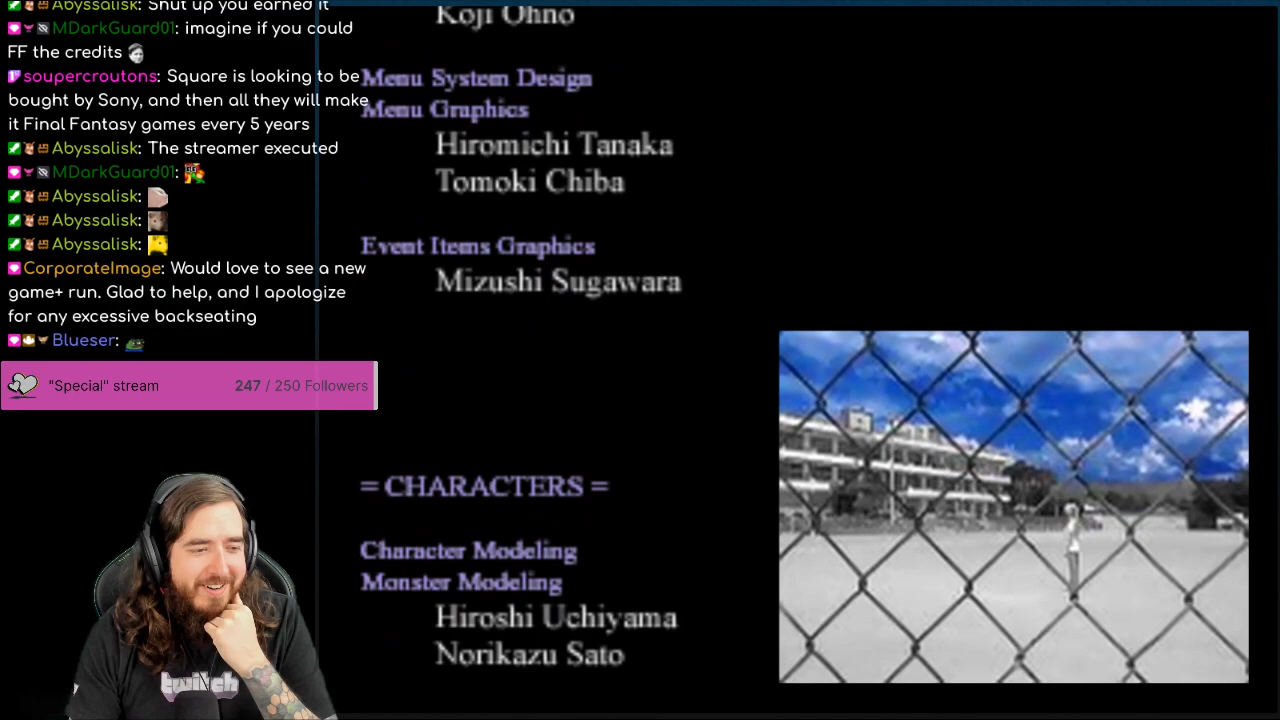 Abyssalisk: Shut up you earned it
MDarkGuard01: imagine if you could
FF the credits
soupercroutons: Square is looking to be
bought by Sony, and then all they will make
it Final Fantasy games every 5 years
Abyssalisk: The streamer executed
MDarkGuard01:
Abyssalisk:
Abyssalisk:
Abyssalisk:
CorporateImage: Would love to see a new
game+ run. Glad to help, and I apologize
for any excessive backseating
Blueser:
"Special" stream 247 / 250 Followers
twitch
Koji Ohno
Menu System Design
Menu Graphics
Hiromichi Tanaka
Tomoki Chiba
Event Items Graphics
Mizushi Sugawara
= CHARACTERS =
Character Modeling
Monster Modeling
Hiroshi Uchiyama
Norikazu Sato